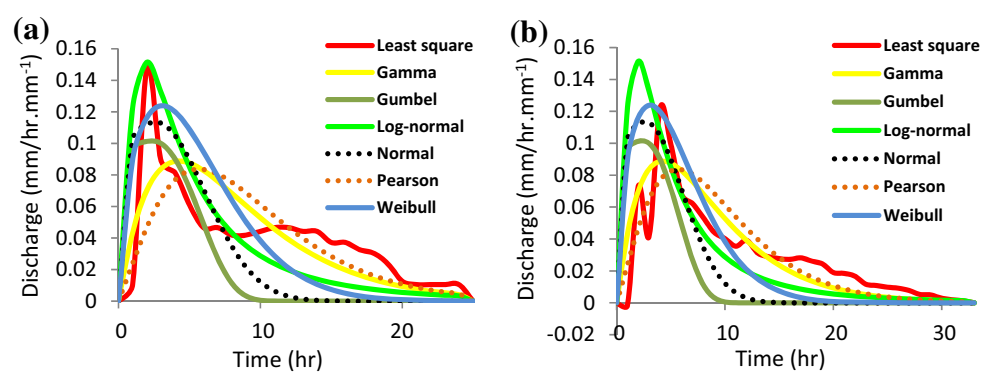 (a)
0.16
0.14
0.12
0.1
0.08
0.06
0.04
0.02
0
Discharge (mm/hr.mm⁻¹)
0
10
20
Time (hr)
Least square
Gamma
Gumbel
Log-normal
Normal
Pearson
Weibull
(b)
0.16
0.14
0.12
0.1
0.08
0.06
0.04
0.02
0
-0.02
Discharge (mm/hr.mm⁻¹)
0
10
20
30
Time (hr)
Least square
Gamma
Gumbel
Log-normal
Normal
Pearson
Weibull